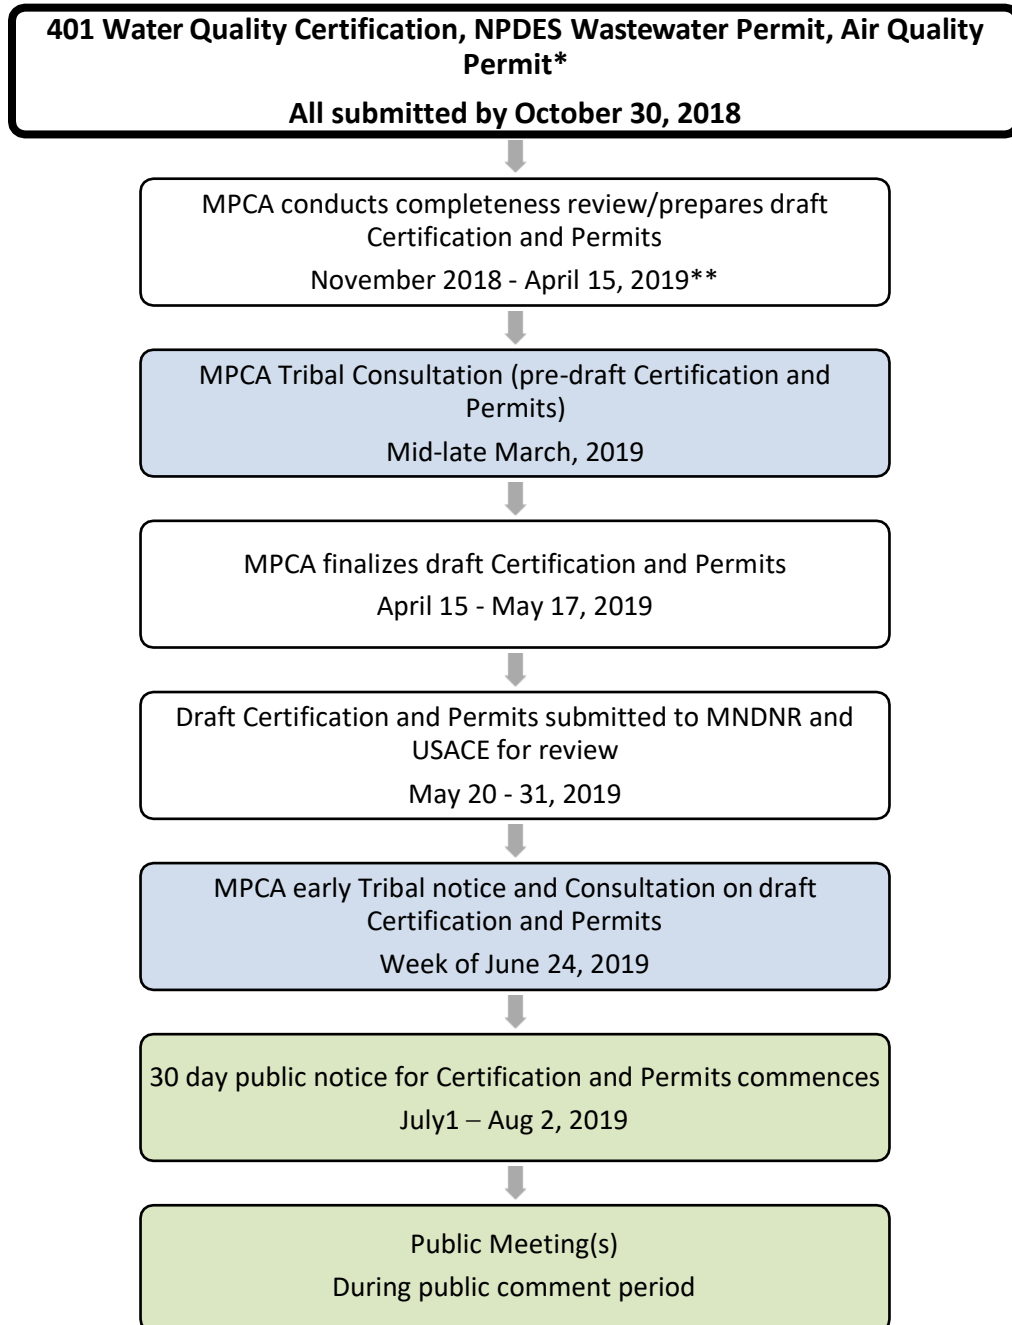 401 Water Quality Certification, NPDES Wastewater Permit, Air Quality
Permit*
All submitted by October 30, 2018
MPCA conducts completeness review/prepares draft
Certification and Permits
November 2018 - April 15, 2019**
MPCA Tribal Consultation (pre-draft Certification and
Permits)
Mid-late March, 2019
MPCA finalizes draft Certification and Permits
April 15 - May 17, 2019
Draft Certification and Permits submitted to MNDNR and
USACE for review
May 20 - 31, 2019
MPCA early Tribal notice and Consultation on draft
Certification and Permits
Week of June 24, 2019
30 day public notice for Certification and Permits commences
July1 – Aug 2, 2019
Public Meeting(s)
During public comment period